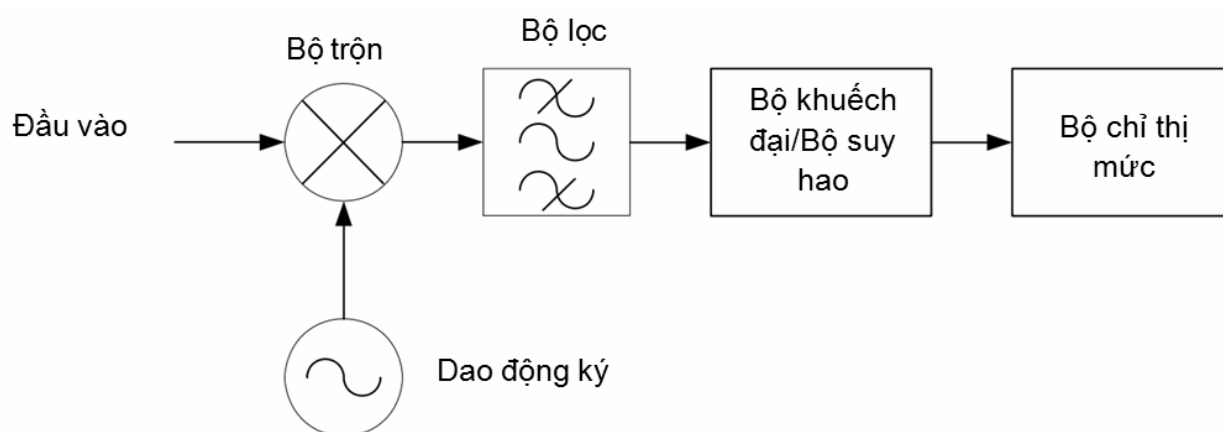 Bộ trộn
Bộ lọc
Đầu vào
Bộ khuếch
đại/Bộ suy
hao
Bộ chỉ thị
mức
Dao động ký